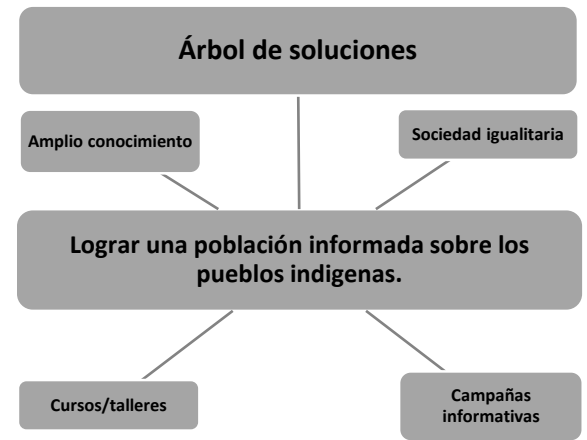 Árbol de soluciones
Amplio conocimiento
Sociedad igualitaria
Lograr una población informada sobre los
pueblos indigenas.
Cursos/talleres
Campañas
informativas